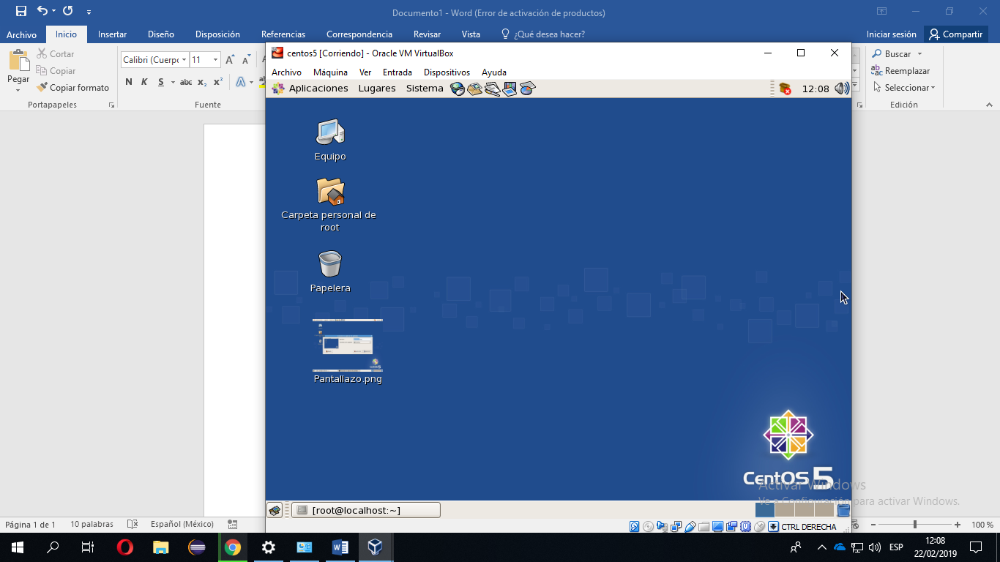 Documento1 - Word (Error de activación de productos)
Archivo Inicio Insertar Diseño Disposición Referencias Correspondencia Revisar Vista ¿Qué desea hacer? Iniciar sesión Compartir
Pegar
Cortar
Copiar
Copiar formato
Portapapeles
Calibri (Cuerpo 11
N K S abc x₂ x² A
Fuente
Buscar
Reemplazar
Seleccionar
Edición
centos5 [Corriendo] - Oracle VM VirtualBox
Archivo Máquina Ver Entrada Dispositivos Ayuda
Aplicaciones Lugares Sistema 12:08
Equipo
Carpeta personal de
root
Papelera
Pantallazo.png
CentOS 5
Activar Windows
Ve a Configuración para activar Windows.
[root@localhost:~]
CTRL DERECHA
Página 1 de 1 10 palabras Español (México) 100 %
ESP 12:08
22/02/2019